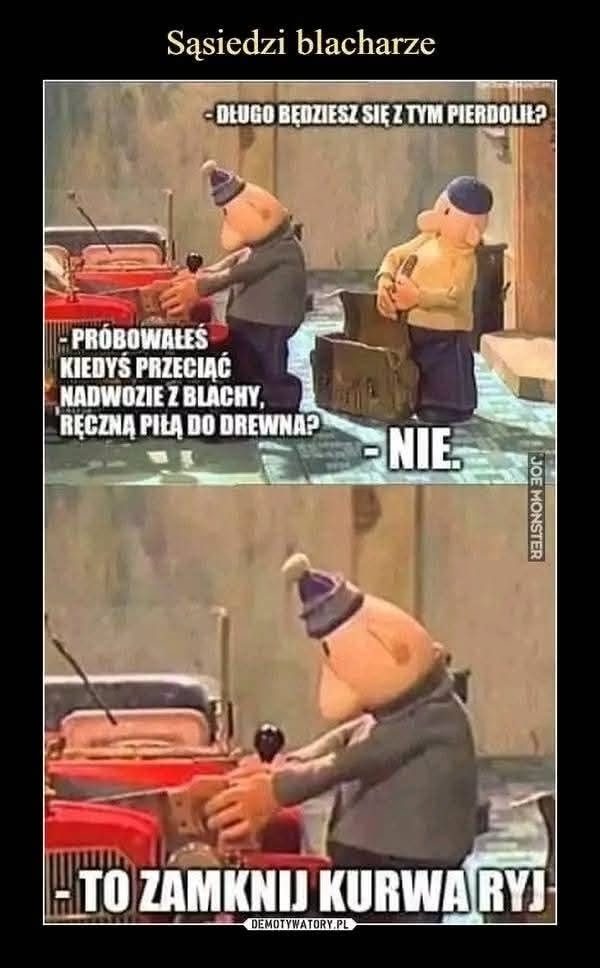 Sąsiedzi blacharze
- DŁUGO BĘDZIESZ SIĘ Z TYM PIERDOLIŁ?
- PRÓBOWAŁEŚ
KIEDYŚ PRZECIĄĆ
NADWOZIE Z BLACHY,
RĘCZNĄ PIŁĄ DO DREWNA?
- NIE.
JOE MONSTER
- TO ZAMKNIJ KURWA RYJ
DEMOTYWATORY.PL